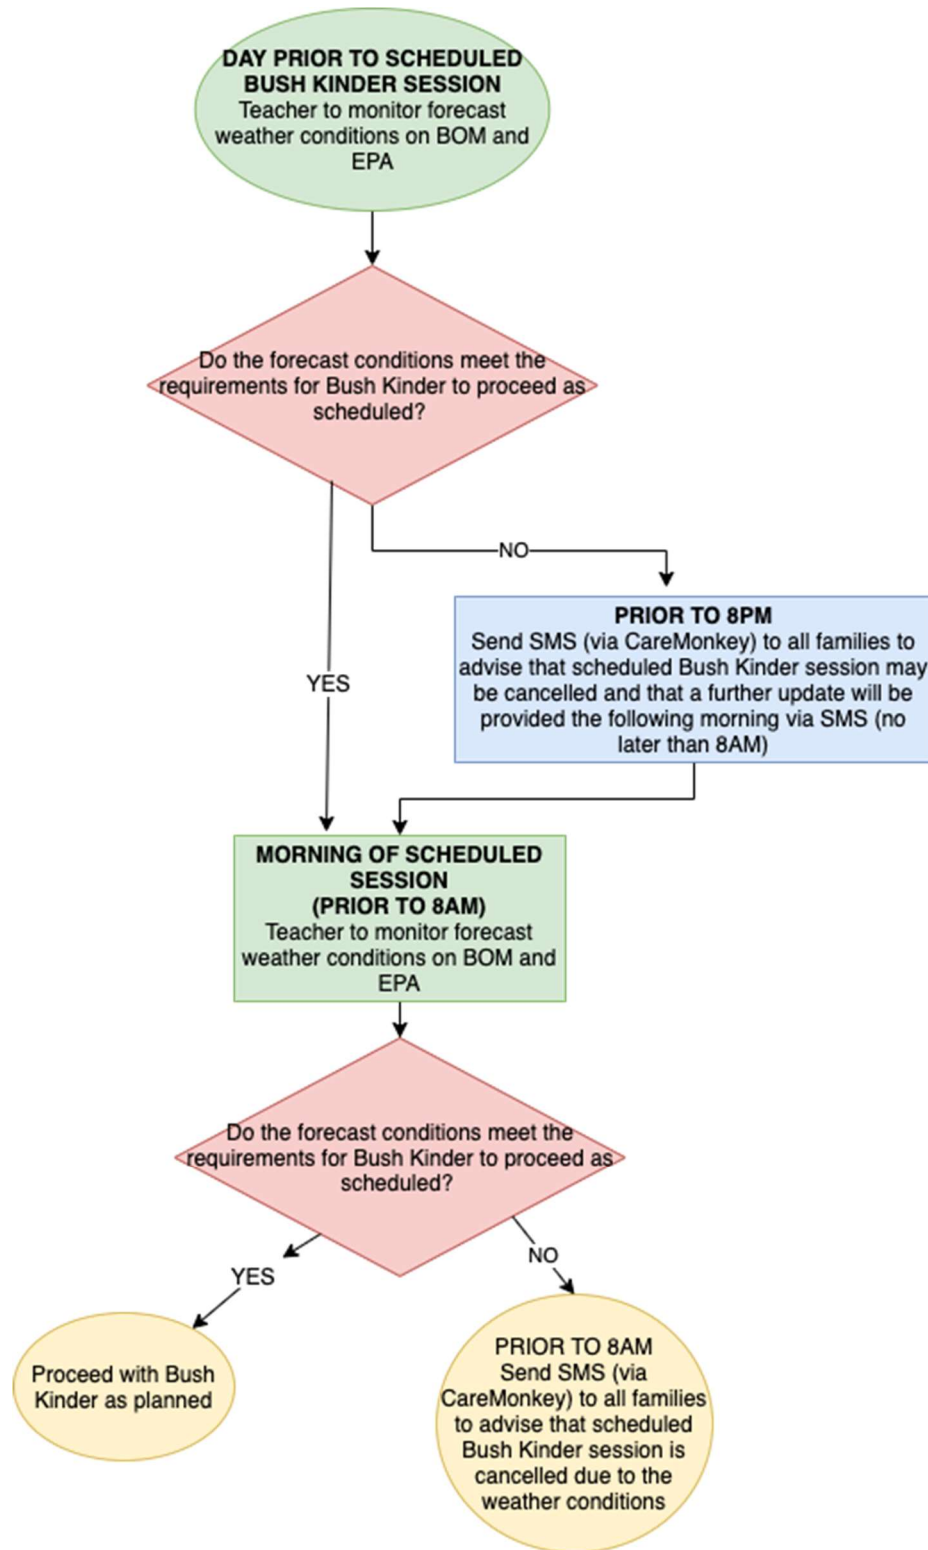 DAY PRIOR TO SCHEDULED
BUSH KINDER SESSION
Teacher to monitor forecast
weather conditions on BOM and
EPA
Do the forecast conditions meet the
requirements for Bush Kinder to proceed as
scheduled?
NO
PRIOR TO 8PM
Send SMS (via CareMonkey) to all families to
advise that scheduled Bush Kinder session may
be cancelled and that a further update will be
provided the following morning via SMS (no
later than 8AM)
YES
MORNING OF SCHEDULED
SESSION
(PRIOR TO 8AM)
Teacher to monitor forecast
weather conditions on BOM and
EPA
Do the forecast conditions meet the
requirements for Bush Kinder to proceed as
scheduled?
YES
NO
Proceed with Bush
Kinder as planned
PRIOR TO 8AM
Send SMS (via
CareMonkey) to all families
to advise that scheduled
Bush Kinder session is
cancelled due to the
weather conditions